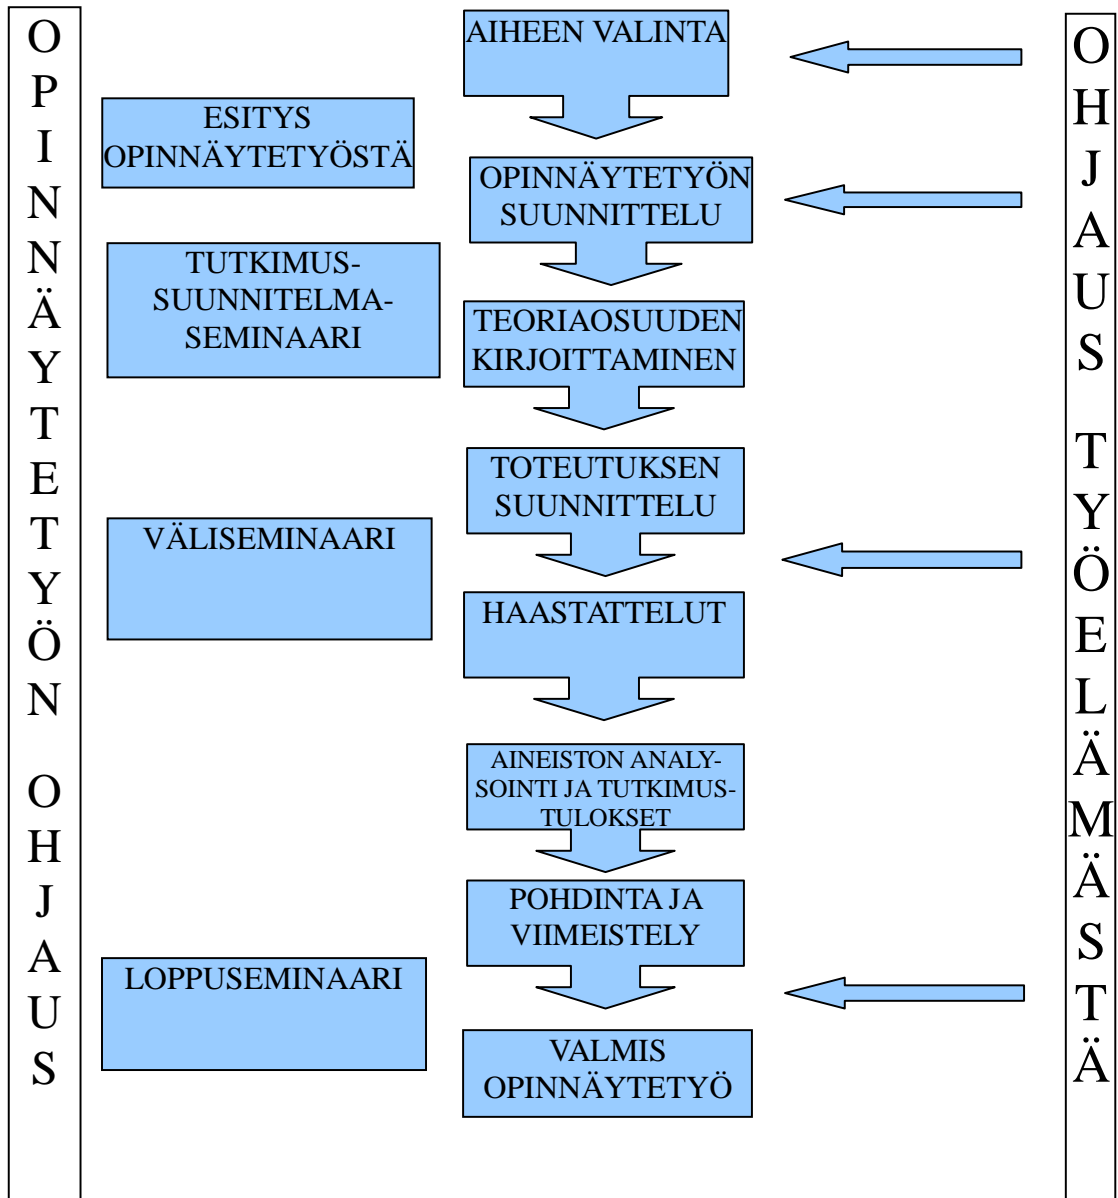 OPINNÄYTETYÖN OHJAUS
ESITYS
OPINNÄYTETYÖSTÄ
TUTKIMUS-
SUUNNITELMA-
SEMINAARI
VÄLISEMINAARI
LOPPUSEMINAARI
AIHEEN VALINTA
OPINNÄYTETYÖN
SUUNNITTELU
TEORIAOSUUDEN
KIRJOITTAMINEN
TOTEUTUKSEN
SUUNNITTELU
HAASTATTELUT
AINEISTON ANALY-
SOINTI JA TUTKIMUS-
TULOKSET
POHDINTA JA
VIIMEISTELY
VALMIS
OPINNÄYTETYÖ
OHJAUS TYÖELÄMÄSTÄ